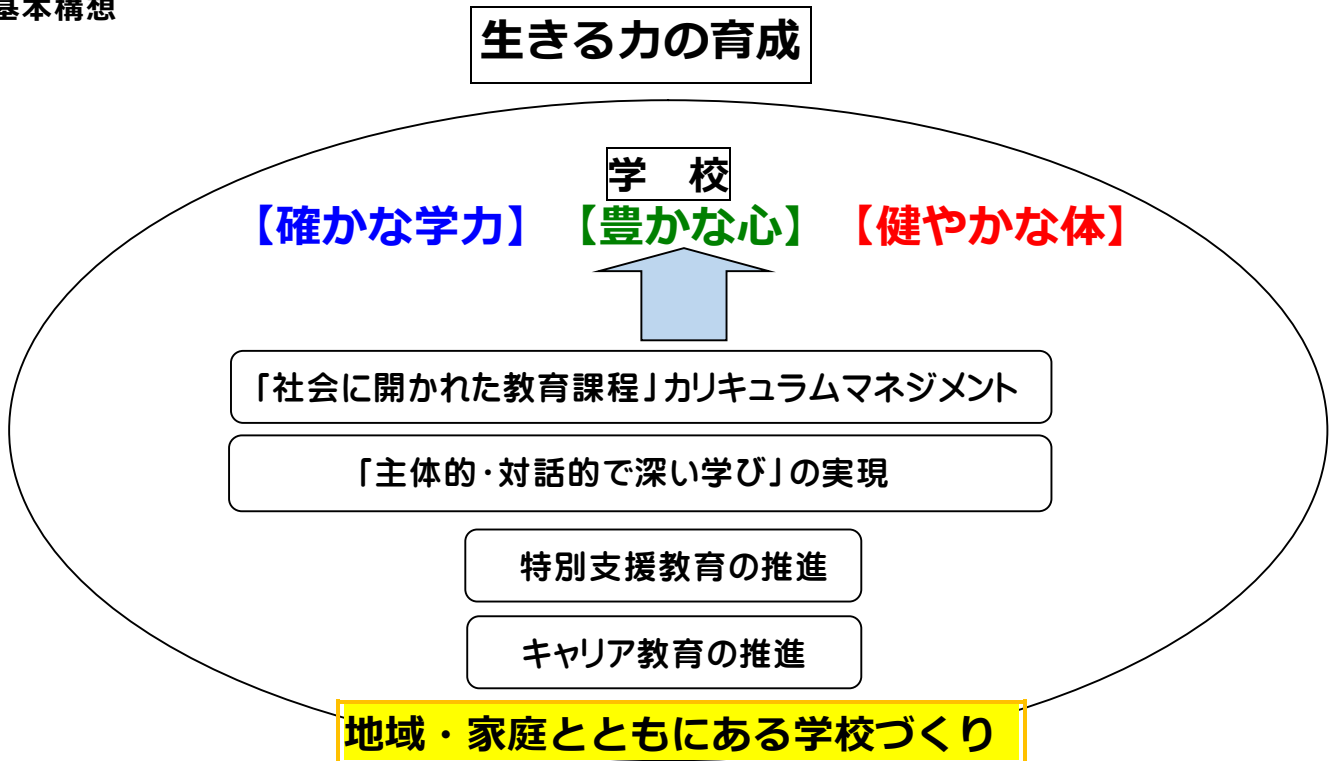 基本構想
生きる力の育成
学　校
【確かな学力】 【豊かな心】 【健やかな体】
「社会に開かれた教育課程」カリキュラムマネジメント
「主体的・対話的で深い学び」の実現
特別支援教育の推進
キャリア教育の推進
地域・家庭とともにある学校づくり